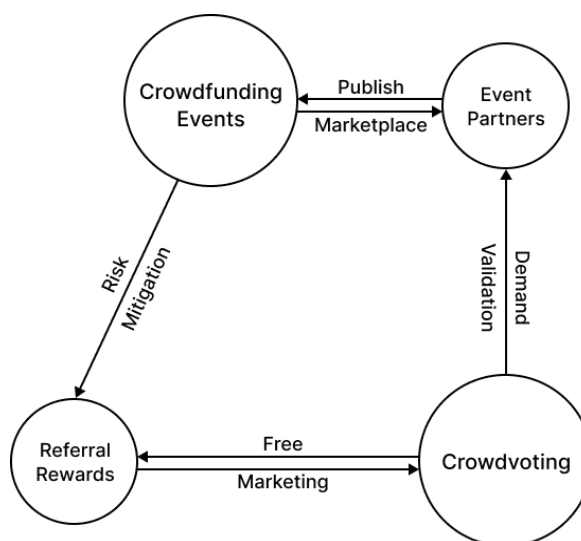 Crowdfunding
Events
Publish
Marketplace
Event
Partners
Risk
Mitigation
Validation
Demand
Referral
Rewards
Free
Marketing
Crowdvoting